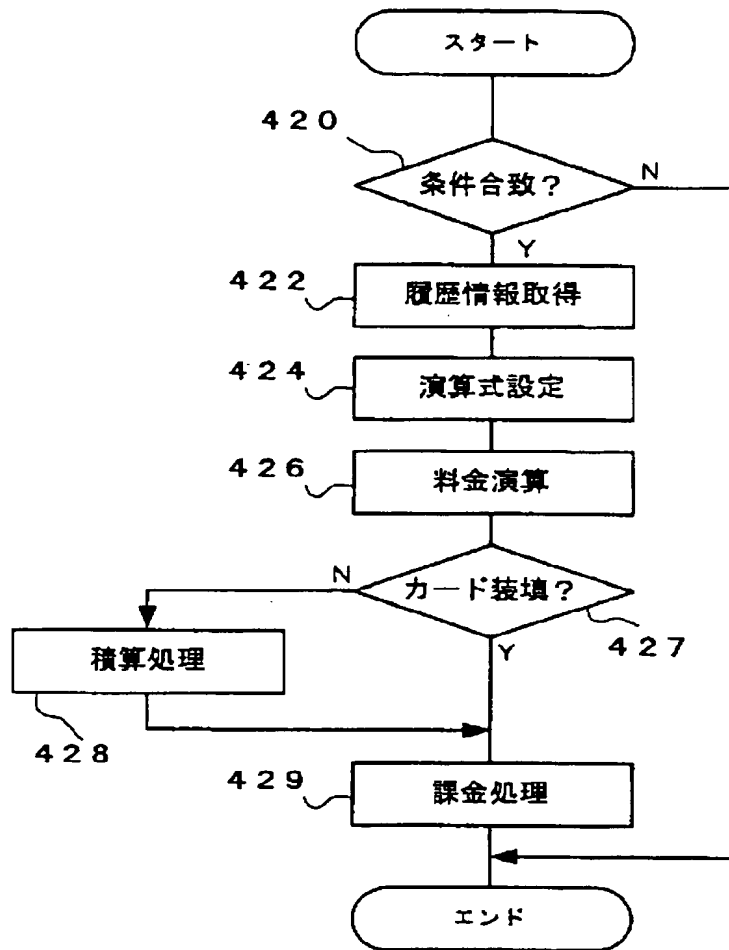 スタート
420
条件合致?
N
Y
422
履歴情報取得
424
演算式設定
426
料金演算
N
カード装填?
427
Y
積算処理
428
429
課金処理
エンド